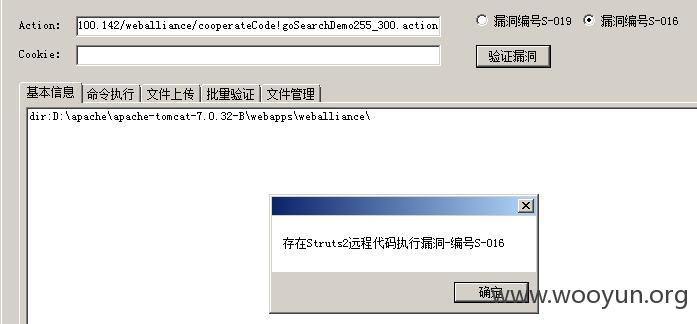 Action: 100.142/weballiance/cooperateCode!goSearchDemo255_300.action 漏洞编号S-019 漏洞编号S-016
Cookie: 验证漏洞
基本信息 命令执行 文件上传 批量验证 文件管理
dir:D:\apache\apache-tomcat-7.0.32-B\webapps\weballiance\
存在Struts2远程代码执行漏洞-编号S-016
确定
www.wooyun.org